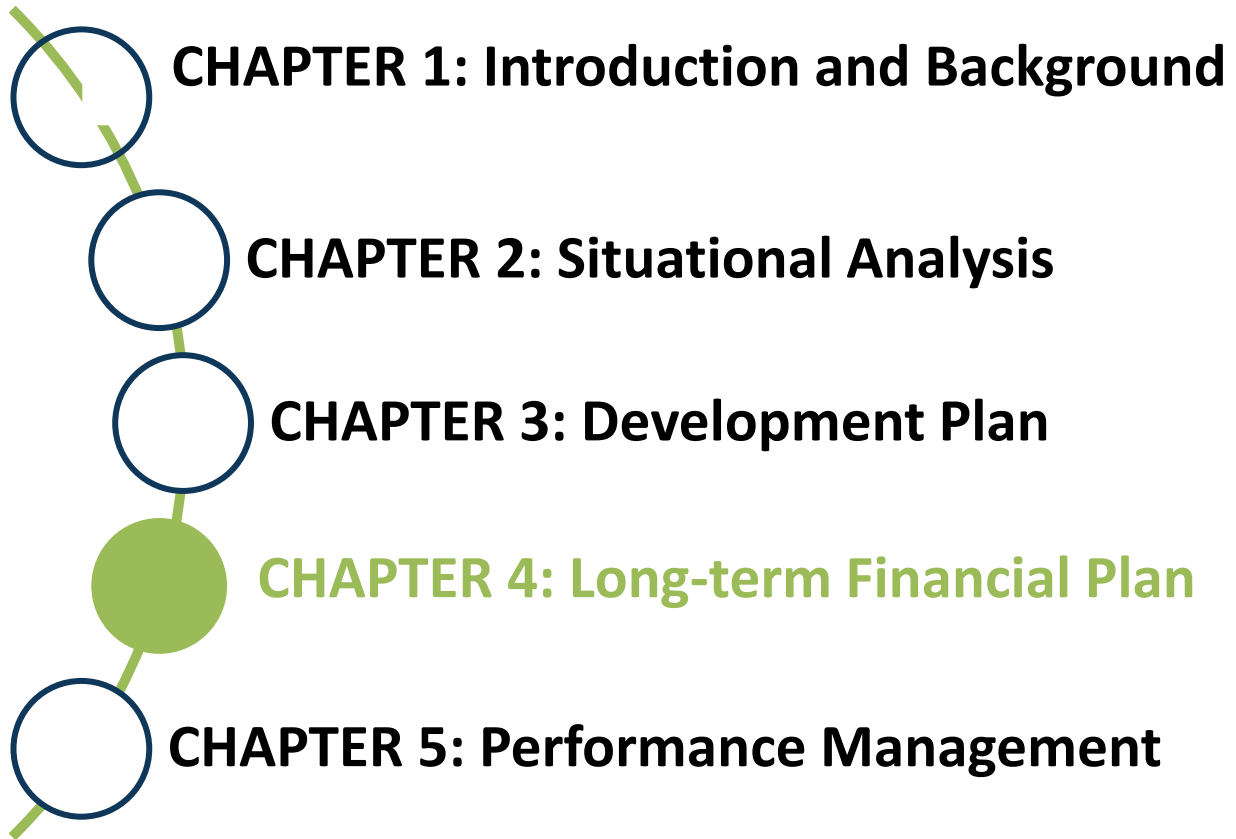 CHAPTER 1: Introduction and Background
CHAPTER 2: Situational Analysis
CHAPTER 3: Development Plan
CHAPTER 4: Long-term Financial Plan
CHAPTER 5: Performance Management